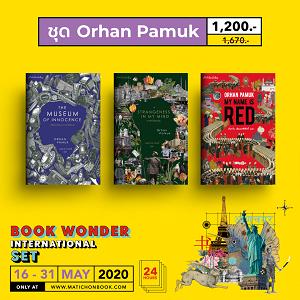 ชุด Orhan Pamuk
1,200.-
1,670.-
THE
MUSEUM
OF
INNOCENCE
ORHAN
PAMUK
STRANGENESS
IN MY MIND
ORHAN
PAMUK
ORHAN PAMUK
MY NAME IS
RED
BOOK WONDER
INTERNATIONAL
SET
16 - 31 MAY 2020
24
HOURS
ONLY AT
WWW.MATICHONBOOK.COM